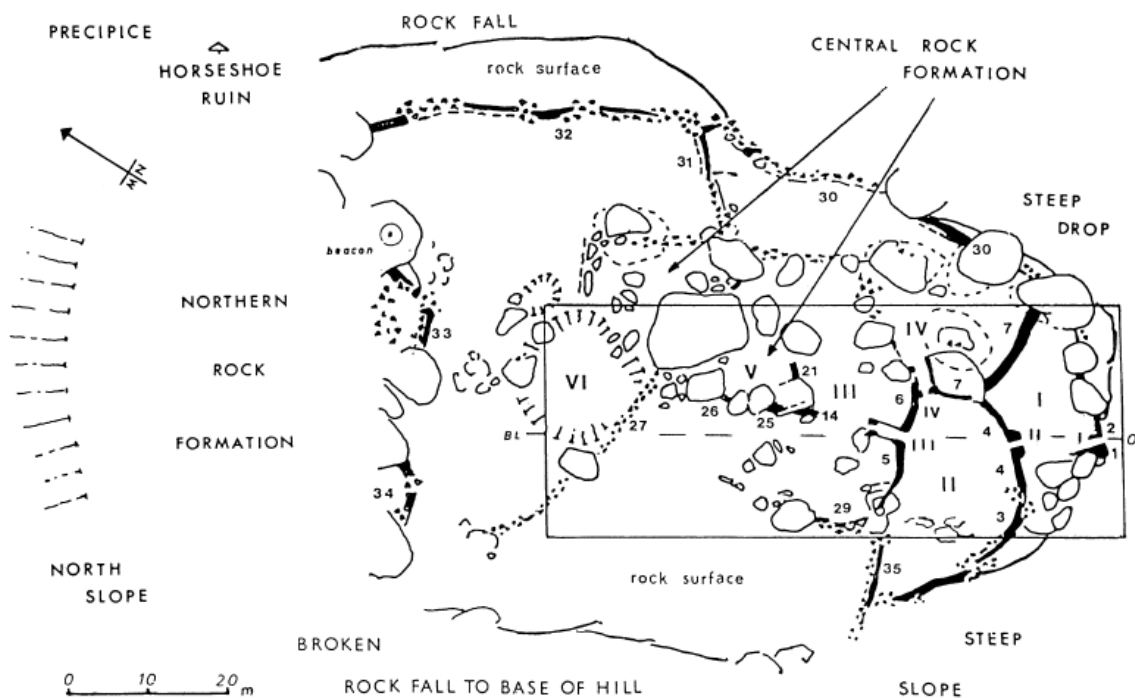 PRECIPICE
ROCK FALL
HORSESHOE
RUIN
rock surface
CENTRAL ROCK
FORMATION
N
M
32
31
30
STEEP
DROP
30
beacon
NORTHERN
33
IV
7
ROCK
VI
V
21
III
6
7
I
26
25
14
IV
FORMATION
BL
27
III
4
II
I
2
O
1
5
4
34
II
29
3
NORTH
SLOPE
rock surface
35
BROKEN
STEEP
0 10 20
m
ROCK FALL TO BASE OF HILL
SLOPE